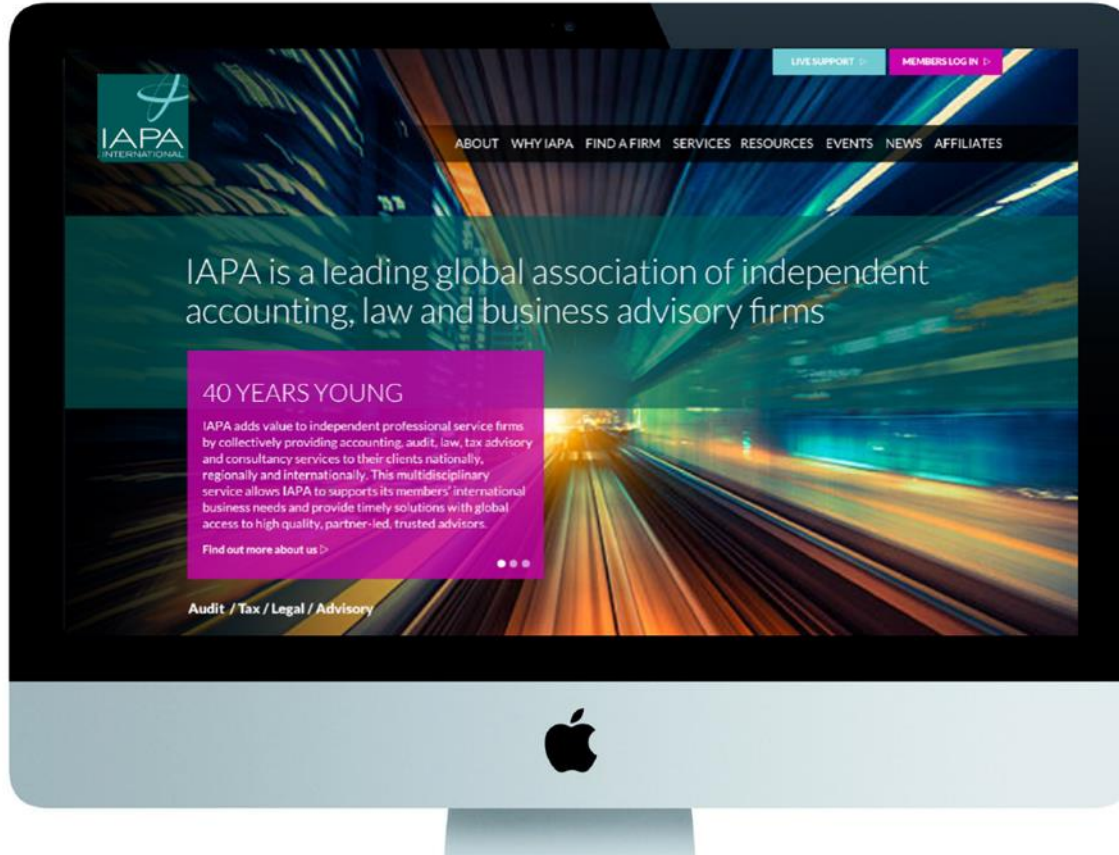 LIVE SUPPORT
MEMBERS LOG IN
IAPA
INTERNATIONAL
ABOUT WHY IAPA FIND A FIRM SERVICES RESOURCES EVENTS NEWS AFFILIATES
IAPA is a leading global association of independent
accounting, law and business advisory firms
40 YEARS YOUNG
IAPA adds value to independent professional service firms
by collectively providing accounting, audit, law, tax advisory
and consultancy services to their clients nationally,
regionally and internationally. This multidisciplinary
service allows IAPA to supports its members' international
business needs and provide timely solutions with global
access to high quality, partner-led, trusted advisors.
Find out more about us
Audit / Tax / Legal / Advisory